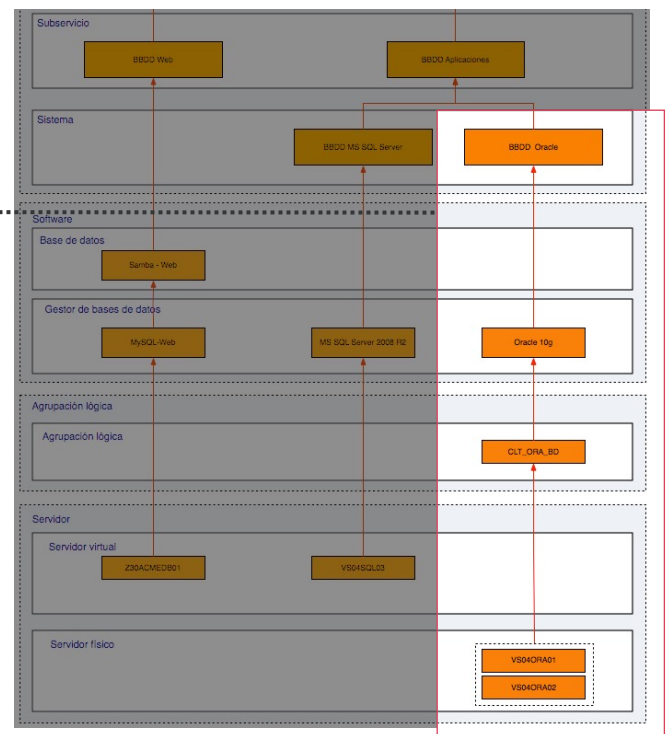 Subservicio
BBDD Web
BBDD Aplicaciones
Sistema
BBDD MS SQL Server
BBDD Oracle
Software
Base de datos
Samba - Web
Gestor de bases de datos
MySQL-Web
MS SQL Server 2008 R2
Oracle 10g
Agrupación lógica
Agrupación lógica
CLT_ORA_BD
Servidor
Servidor virtual
Z30ACMEDB01
VS04SQL03
Servidor físico
VS04ORA01
VS04ORA02